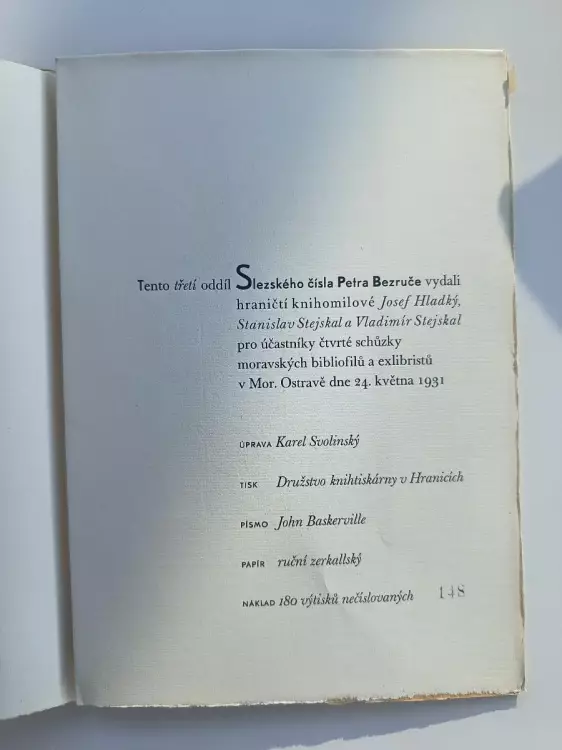 Tento třetí oddíl Slezského čísla Petra Bezruče vydali
hraničtí knihomilové Josef Hladký,
Stanislav Stejskal a Vladimír Stejskal
pro účastníky čtvrté schůzky
moravských bibliofilů a exlibristů
v Mor. Ostravě dne 24. května 1931
ÚPRAVA Karel Svolinský
TISK Družstvo knihtiskárny v Hranicích
PÍSMO John Baskerville
PAPÍR ruční zerkallský
NÁKLAD 180 výtisků nečíslovaných 148